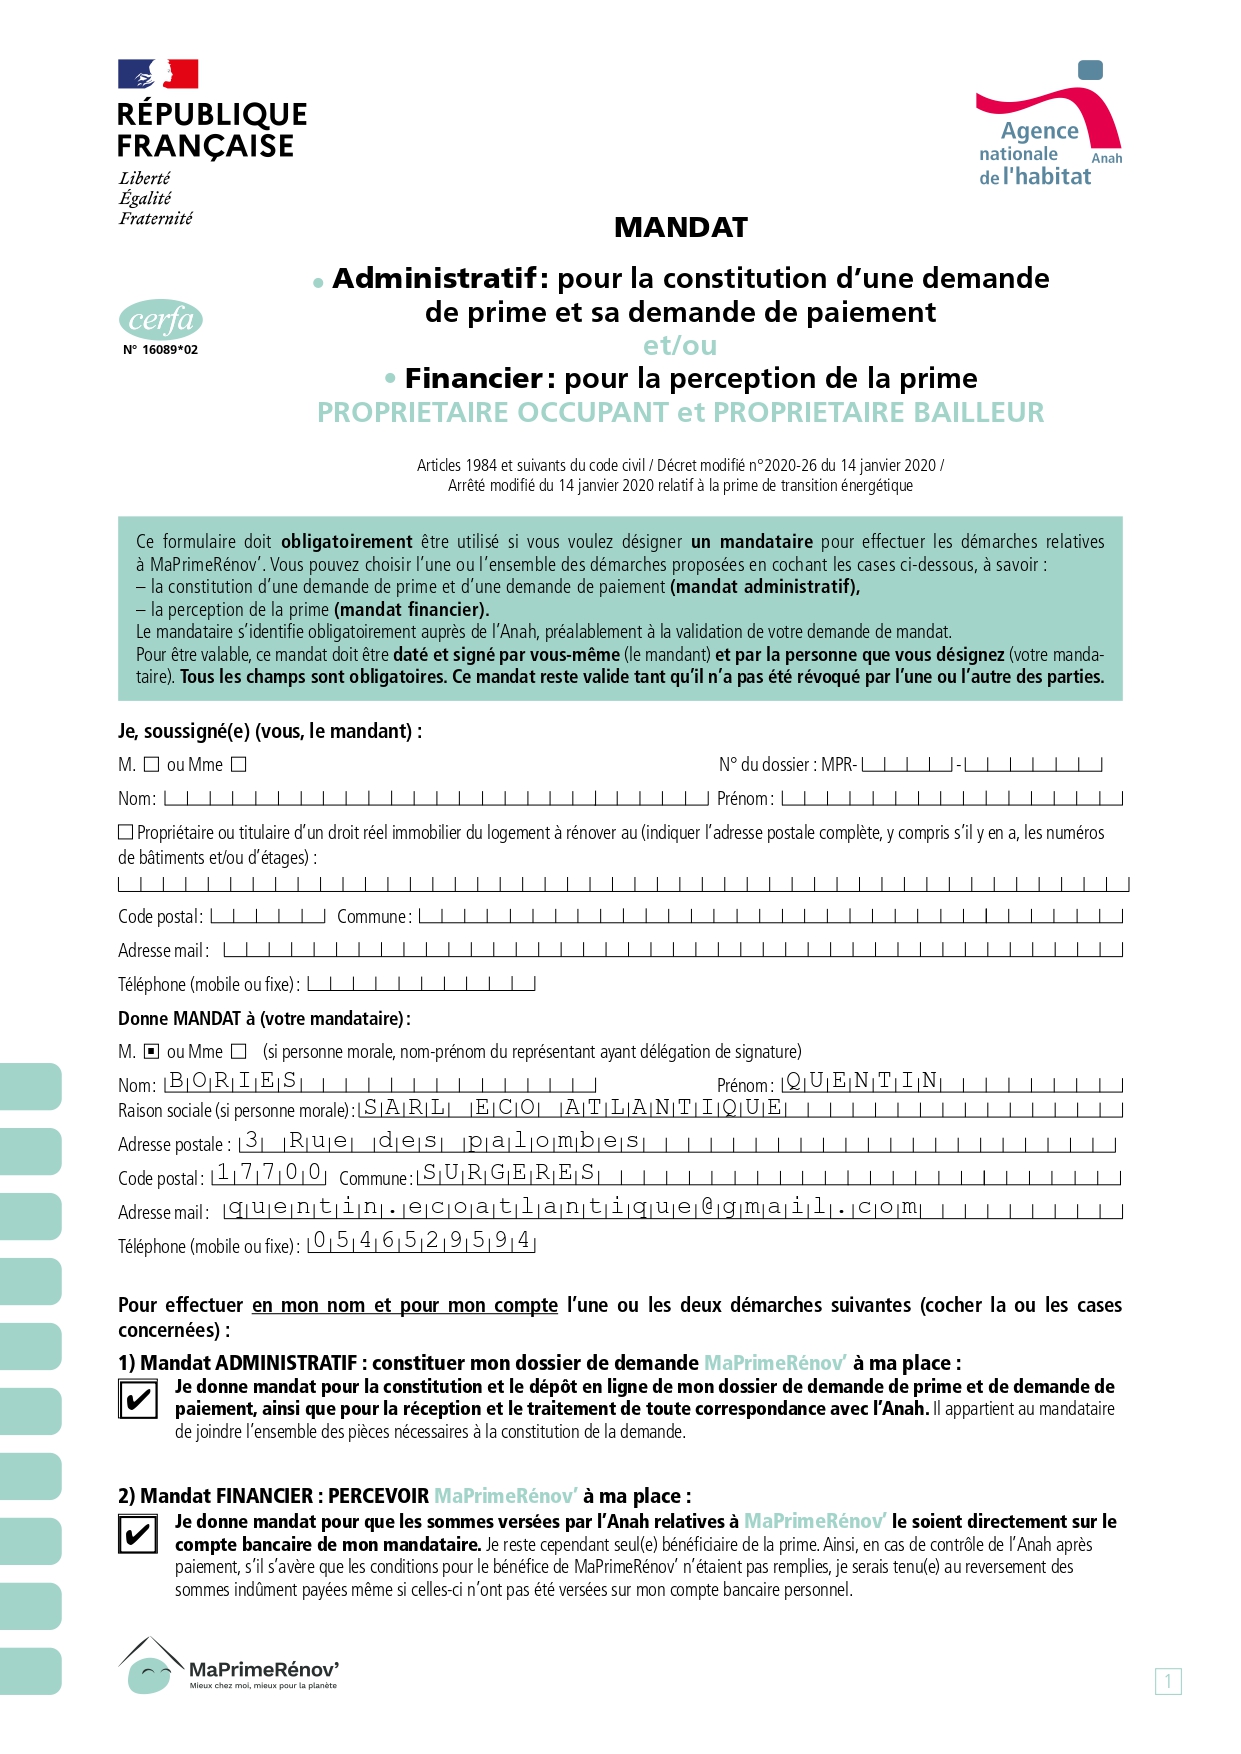 RÉPUBLIQUE
FRANÇAISE
Liberté
Égalité
Fraternité
Agence
nationale
de l'habitat
Anah
MANDAT
• Administratif : pour la constitution d’une demande
de prime et sa demande de paiement
et/ou
• Financier : pour la perception de la prime
PROPRIETAIRE OCCUPANT et PROPRIETAIRE BAILLEUR
cerfa
N° 16089*02
Articles 1984 et suivants du code civil / Décret modifié n°2020-26 du 14 janvier 2020 /
Arrêté modifié du 14 janvier 2020 relatif à la prime de transition énergétique
Ce formulaire doit obligatoirement être utilisé si vous voulez désigner un mandataire pour effectuer les démarches relatives
à MaPrimeRénov’. Vous pouvez choisir l’une ou l’ensemble des démarches proposées en cochant les cases ci-dessous, à savoir :
– la constitution d’une demande de prime et d’une demande de paiement (mandat administratif),
– la perception de la prime (mandat financier).
Le mandataire s’identifie obligatoirement auprès de l’Anah, préalablement à la validation de votre demande de mandat.
Pour être valable, ce mandat doit être daté et signé par vous-même (le mandant) et par la personne que vous désignez (votre manda-
taire). Tous les champs sont obligatoires. Ce mandat reste valide tant qu’il n’a pas été révoqué par l’une ou l’autre des parties.
Je, soussigné(e) (vous, le mandant) :
M. ☐ ou Mme ☐ N° du dossier : MPR- -
Nom : Prénom :
☐ Propriétaire ou titulaire d’un droit réel immobilier du logement à rénover au (indiquer l’adresse postale complète, y compris s’il y en a, les numéros
de bâtiments et/ou d’étages) :
Code postal : Commune :
Adresse mail :
Téléphone (mobile ou fixe) :
Donne MANDAT à (votre mandataire) :
M. ▣ ou Mme ☐ (si personne morale, nom-prénom du représentant ayant délégation de signature)
Nom : BORIES Prénom : QUENTIN
Raison sociale (si personne morale) : SARL ECO ATLANTIQUE
Adresse postale : 3 Rue des palombes
Code postal : 17700 Commune : SURGERES
Adresse mail : quentin.ecoatlantique@gmail.com
Téléphone (mobile ou fixe) : 0546529594
Pour effectuer en mon nom et pour mon compte l’une ou les deux démarches suivantes (cocher la ou les cases
concernées) :
1) Mandat ADMINISTRATIF : constituer mon dossier de demande MaPrimeRénov’ à ma place :
✔ Je donne mandat pour la constitution et le dépôt en ligne de mon dossier de demande de prime et de demande de
paiement, ainsi que pour la réception et le traitement de toute correspondance avec l’Anah. Il appartient au mandataire
de joindre l’ensemble des pièces nécessaires à la constitution de la demande.
2) Mandat FINANCIER : PERCEVOIR MaPrimeRénov’ à ma place :
✔ Je donne mandat pour que les sommes versées par l’Anah relatives à MaPrimeRénov’ le soient directement sur le
compte bancaire de mon mandataire. Je reste cependant seul(e) bénéficiaire de la prime. Ainsi, en cas de contrôle de l’Anah après
paiement, s’il s’avère que les conditions pour le bénéfice de MaPrimeRénov’ n’étaient pas remplies, je serais tenu(e) au reversement des
sommes indûment payées même si celles-ci n’ont pas été versées sur mon compte bancaire personnel.
MaPrimeRénov’
Mieux chez moi, mieux pour la planète
1